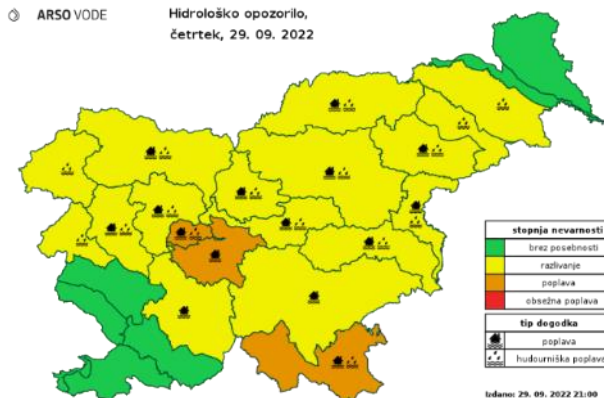 ARSO VODE
Hidrološko opozorilo,
četrtek, 29. 09. 2022
stopnja nevarnosti
brez posebnosti
razlivanje
poplava
obsežna poplava
tip dogodka
poplava
hudourniška poplava
Izdano: 29. 09. 2022 21:00